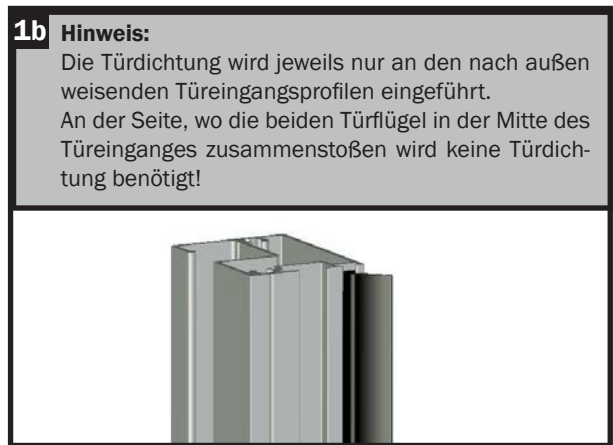 1b Hinweis:
Die Türdichtung wird jeweils nur an den nach außen
weisenden Türeingangsprofilen eingeführt.
An der Seite, wo die beiden Türflügel in der Mitte des
Türeinganges zusammenstoßen wird keine Türdich-
tung benötigt!